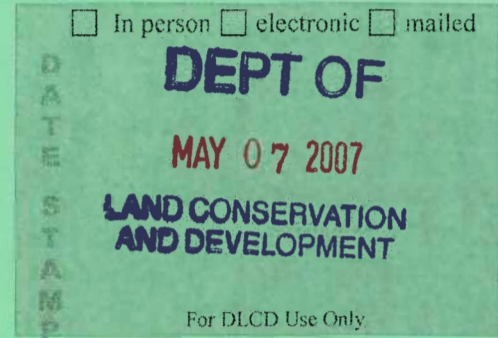 ☐ In person ☐ electronic ☐ mailed
DATE STAMP
DEPT OF
MAY 07 2007
LAND CONSERVATION
AND DEVELOPMENT
For DLCD Use Only